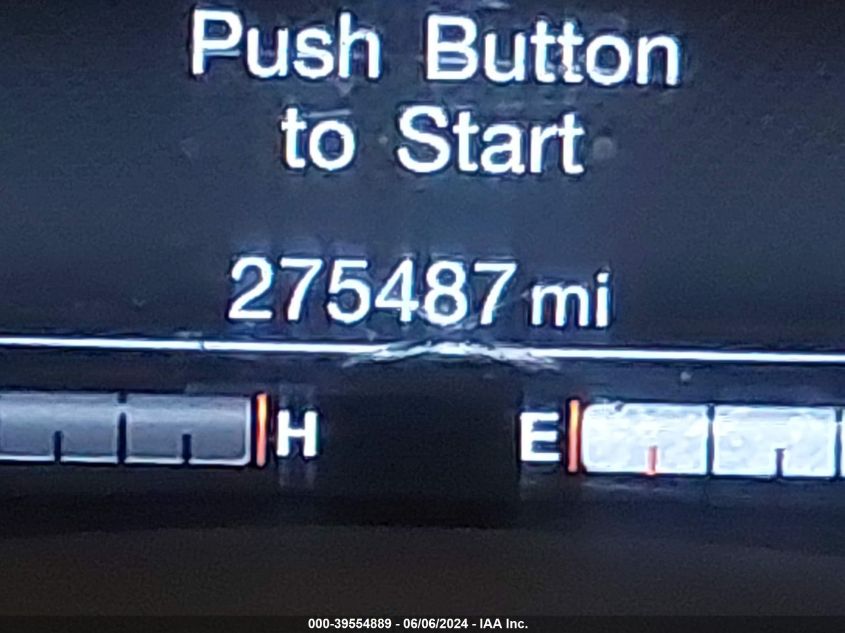 Push Button
to Start
275487 mi
H E
000-39554889 - 06/06/2024 - IAA Inc.